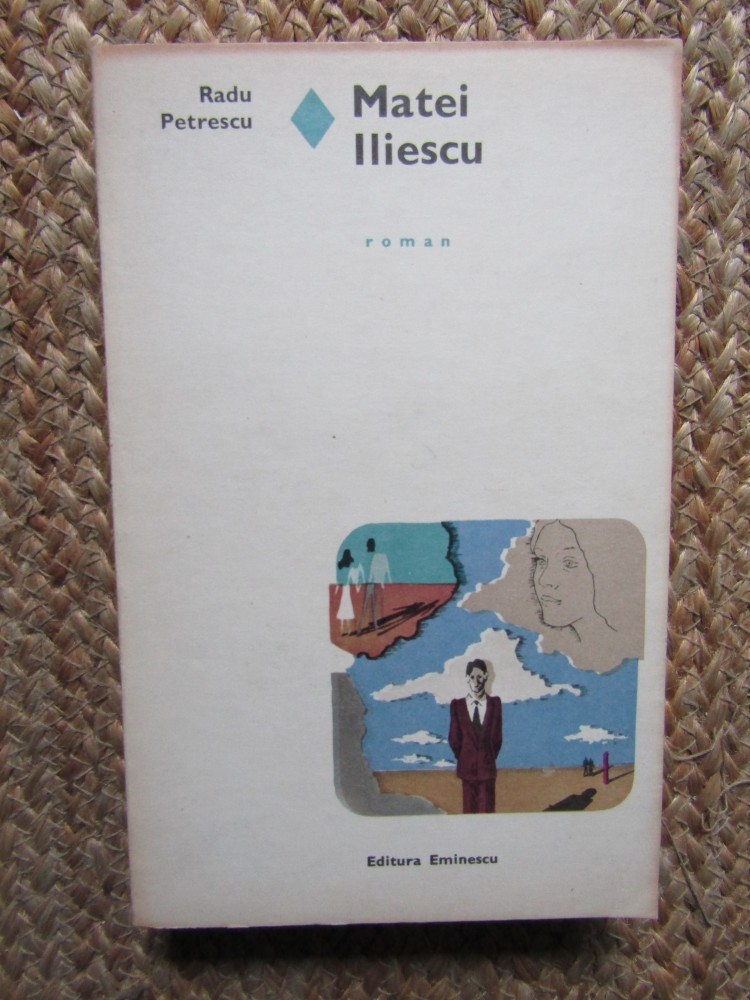 Radu
Petrescu
Matei
Iliescu
roman
Editura Eminescu